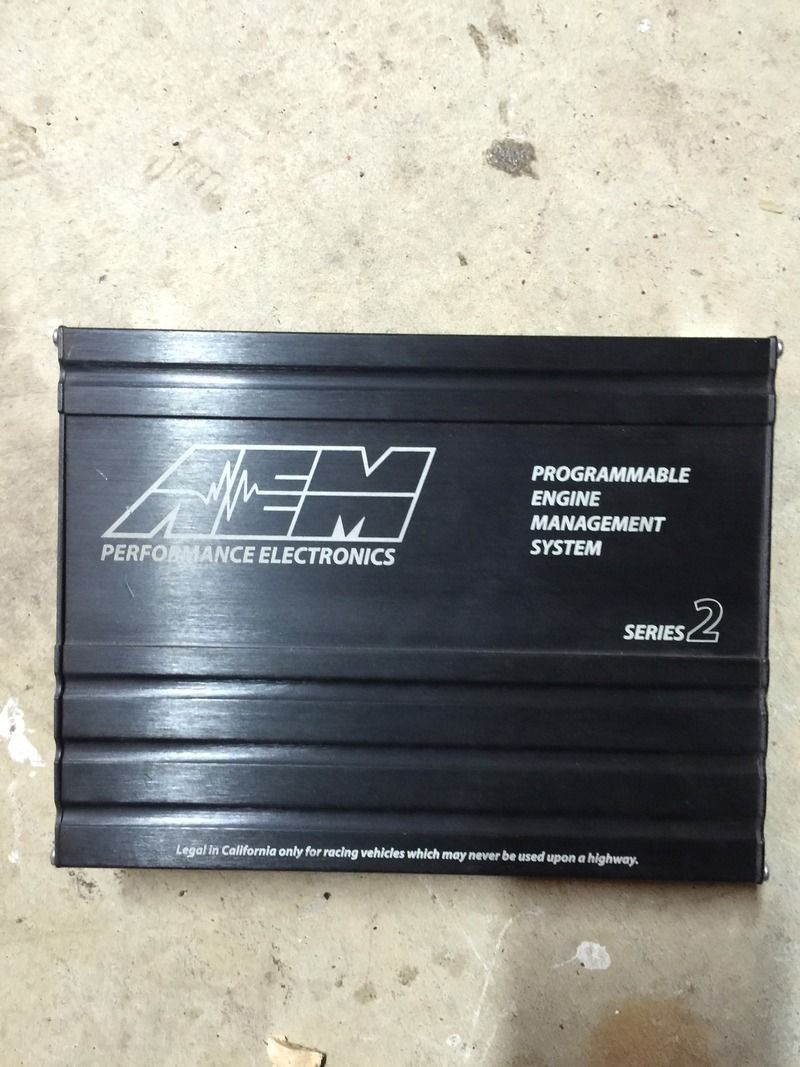 AEM
PERFORMANCE ELECTRONICS
PROGRAMMABLE
ENGINE
MANAGEMENT
SYSTEM
SERIES 2
Legal in California only for racing vehicles which may never be used upon a highway.